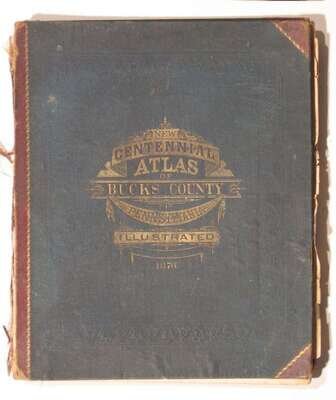 NEW
CENTENNIAL
ATLAS
OF
BUCKS COUNTY
PENNSYLVANIA
ILLUSTRATED
1876